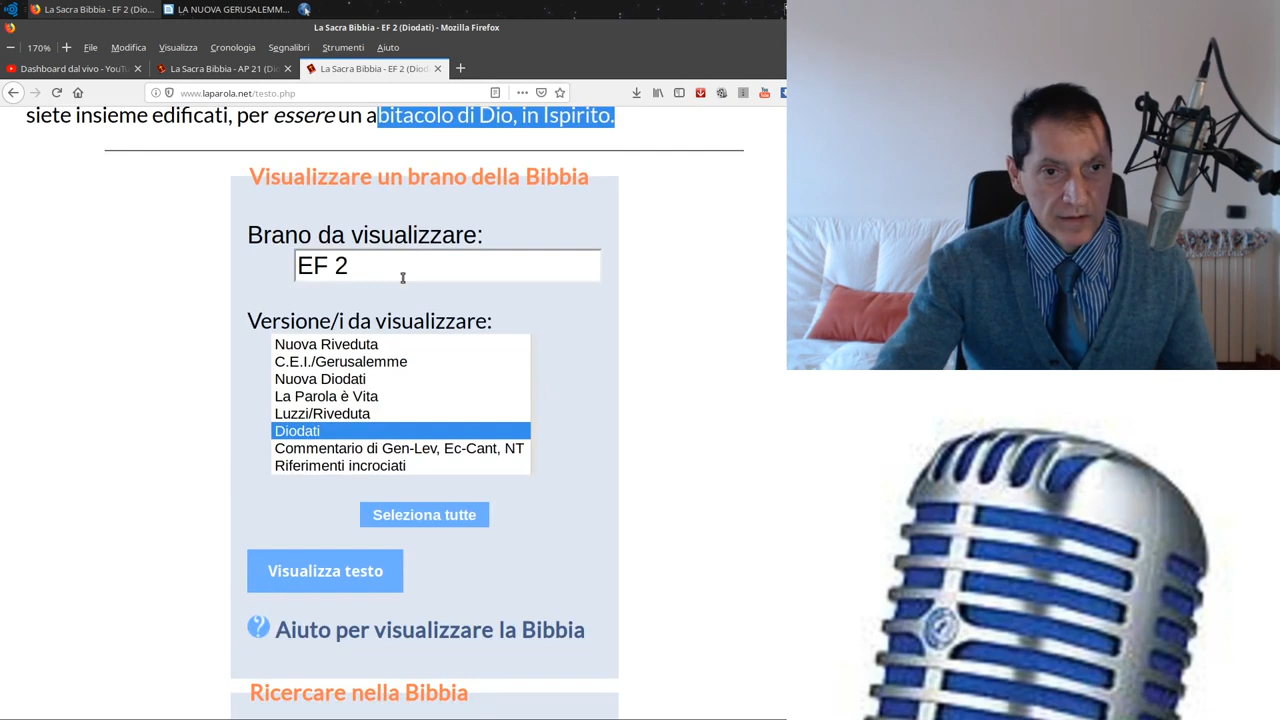 La Sacra Bibbia - EF 2 (Dio...
LA NUOVA GERUSALEMM...
La Sacra Bibbia - EF 2 (Diodati) - Mozilla Firefox
170%
File
Modifica
Visualizza
Cronologia
Segnalibri
Strumenti
Aiuto
Dashboard dal vivo - YouTu
La Sacra Bibbia - AP 21 (Di
La Sacra Bibbia - EF 2 (Diod
www.laparola.net/testo.php
siete insieme edificati, per essere un abitacolo di Dio, in Ispirito.
Visualizzare un brano della Bibbia
Brano da visualizzare:
EF 2
Versione/i da visualizzare:
Nuova Riveduta
C.E.I./Gerusalemme
Nuova Diodati
La Parola è Vita
Luzzi/Riveduta
Diodati
Commentario di Gen-Lev, Ec-Cant, NT
Riferimenti incrociati
Seleziona tutte
Visualizza testo
? Aiuto per visualizzare la Bibbia
Ricercare nella Bibbia